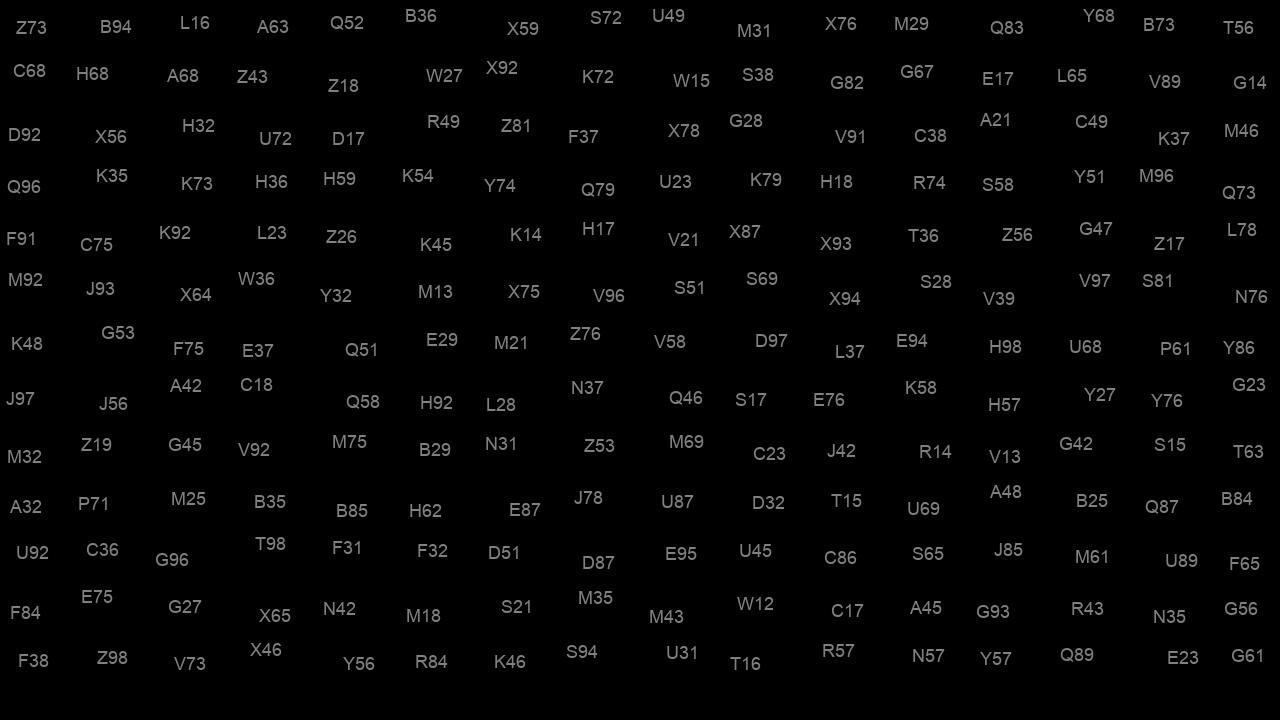 Z73 B94 L16 A63 Q52 B36 X59 S72 U49 M31 X76 M29 Q83 Y68 B73 T56
C68 H68 A68 Z43 Z18 W27 X92 K72 W15 S38 G82 G67 E17 L65 V89 G14
D92 X56 H32 U72 D17 R49 Z81 F37 X78 G28 V91 C38 A21 C49 K37 M46
Q96 K35 K73 H36 H59 K54 Y74 Q79 U23 K79 H18 R74 S58 Y51 M96 Q73
F91 C75 K92 L23 Z26 K45 K14 H17 V21 X87 X93 T36 Z56 G47 Z17 L78
M92 J93 X64 W36 Y32 M13 X75 V96 S51 S69 X94 S28 V39 V97 S81 N76
K48 G53 F75 E37 Q51 E29 M21 Z76 V58 D97 L37 E94 H98 U68 P61 Y86
J97 J56 A42 C18 Q58 H92 L28 N37 Q46 S17 E76 K58 H57 Y27 Y76 G23
M32 Z19 G45 V92 M75 B29 N31 Z53 M69 C23 J42 R14 V13 G42 S15 T63
A32 P71 M25 B35 B85 H62 E87 J78 U87 D32 T15 U69 A48 B25 Q87 B84
U92 C36 G96 T98 F31 F32 D51 D87 E95 U45 C86 S65 J85 M61 U89 F65
F84 E75 G27 X65 N42 M18 S21 M35 M43 W12 C17 A45 G93 R43 N35 G56
F38 Z98 V73 X46 Y56 R84 K46 S94 U31 T16 R57 N57 Y57 Q89 E23 G61